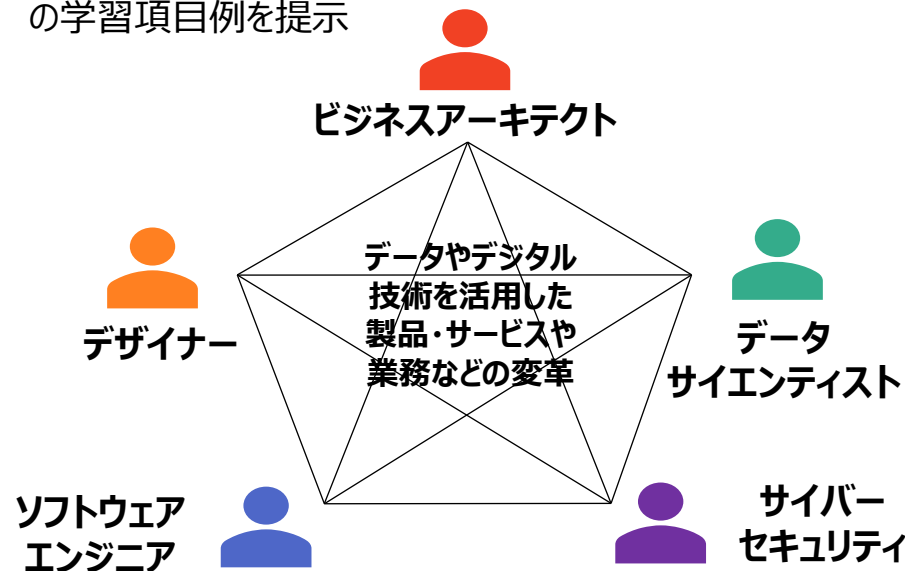 の学習項目例を提示
ビジネスアーキテクト
データやデジタル
技術を活用した
製品・サービスや
業務などの変革
デザイナー
データ
サイエンティスト
ソフトウェア
エンジニア
サイバー
セキュリティ